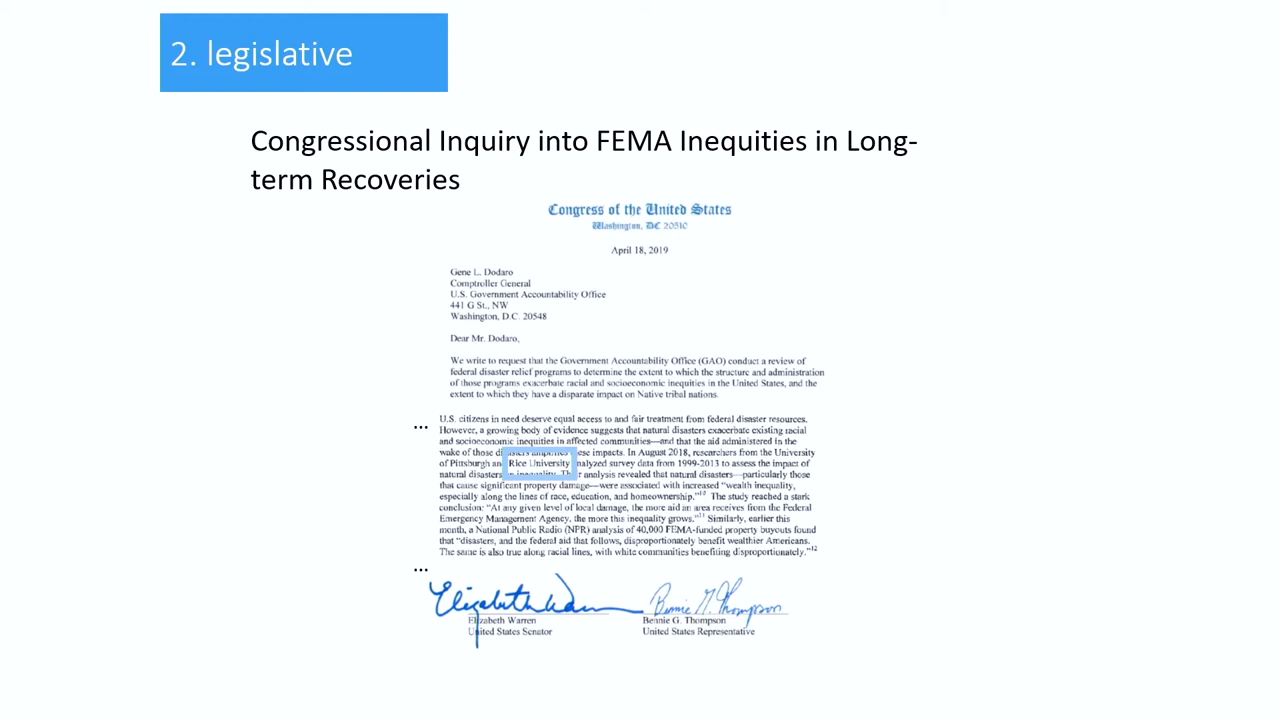 2. legislative
Congressional Inquiry into FEMA Inequities in Long-
term Recoveries
Congress of the United States
Washington, DC 20510
April 18, 2019
Gene L. Dodaro
Comptroller General
U.S. Government Accountability Office
441 G St., NW
Washington, D.C. 20548
Dear Mr. Dodaro,
We write to request that the Government Accountability Office (GAO) conduct a review of
federal disaster relief programs to determine the extent to which the structure and administration
of those programs exacerbate racial and socioeconomic inequities in the United States, and the
extent to which they have a disparate impact on Native tribal nations.
...
U.S. citizens in need deserve equal access to and fair treatment from federal disaster resources.
However, a growing body of evidence suggests that natural disasters exacerbate existing racial
and socioeconomic inequities in affected communities—and that the aid administered in the
wake of those disasters amplifies these impacts. In August 2018, researchers from the University
of Pittsburgh and Rice University analyzed survey data from 1999-2013 to assess the impact of
natural disasters on inequality. Their analysis revealed that natural disasters—particularly those
that cause significant property damage—were associated with increased "wealth inequality,
especially along the lines of race, education, and homeownership."10 The study reached a stark
conclusion: "At any given level of local damage, the more aid an area receives from the Federal
Emergency Management Agency, the more this inequality grows."11 Similarly, earlier this
month, a National Public Radio (NPR) analysis of 40,000 FEMA-funded property buyouts found
that "disasters, and the federal aid that follows, disproportionately benefit wealthier Americans.
The same is also true along racial lines, with white communities benefiting disproportionately."12
...
Elizabeth Warren Bennie G. Thompson
Elizabeth Warren Bennie G. Thompson
United States Senator United States Representative